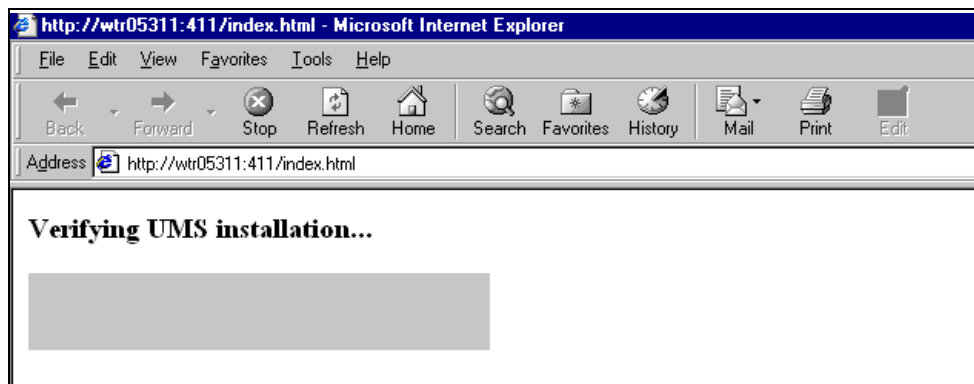 http://wtr05311:411/index.html - Microsoft Internet Explorer
File Edit View Favorites Tools Help
Back Forward Stop Refresh Home Search Favorites History Mail Print Edit
Address http://wtr05311:411/index.html
Verifying UMS installation...